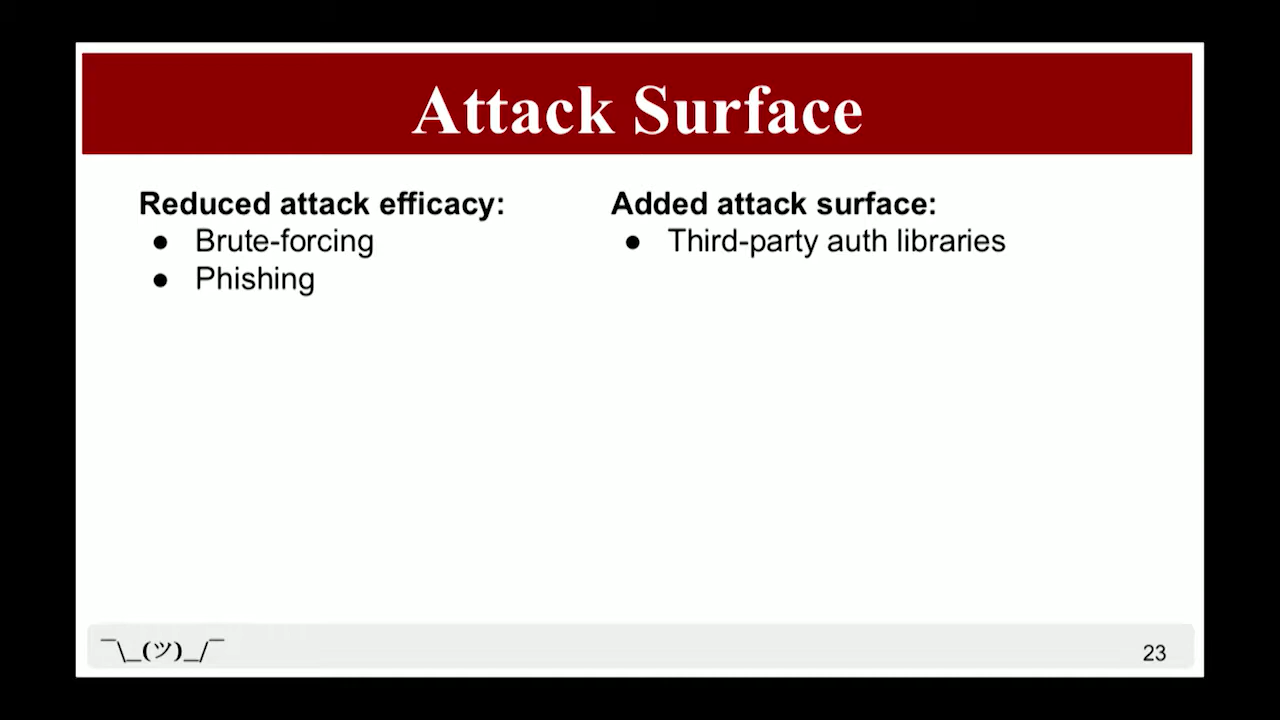 Attack Surface
Reduced attack efficacy:
● Brute-forcing
● Phishing
Added attack surface:
● Third-party auth libraries
¯\_(ツ)_/¯
23